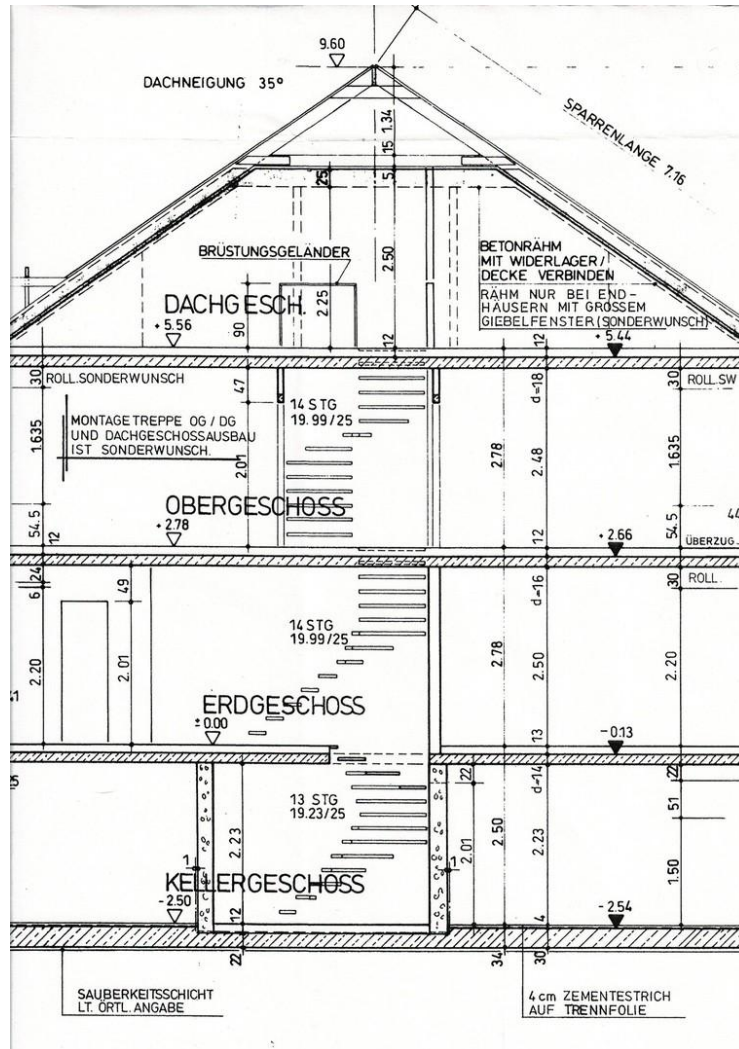 9.60
DACHNEIGUNG 35°
SPARRENLÄNGE 7.16
1.34
15
5
25
2.50
BRÜSTUNGSGELÄNDER
BETONRÄHM
MIT WIDERLAGER/
DECKE VERBINDEN
RÄHM NUR BEI END-
HÄUSERN MIT GROSSEM
GIEBELFENSTER (SONDERWUNSCH)
DACHGESCH.
2.25
90
+ 5.56
12
12
+ 5.44
30
ROLL.SONDERWUNSCH
47
14 STG
19.99/25
d=18
30
ROLL.SW
MONTAGETREPPE OG / DG
UND DACHGESCHOSSAUSBAU
IST SONDERWUNSCH.
1.635
2.01
2.78
2.48
1.635
OBERGESCHOSS
54.5
12
+ 2.78
12
+ 2.66
54.5
44
ÜBERZUG.
24
6
49
d=16
30
ROLL.
14 STG
19.99/25
2.20
2.01
2.78
2.50
2.20
ERDGESCHOSS
± 0.00
13
- 0.13
22
d=14
22
13 STG
19.23/25
51
2.23
2.01
2.50
2.23
1.50
1
1
KELLERGESCHOSS
- 2.50
12
4
- 2.54
22
34
30
SAUBERKEITSSCHICHT
LT. ÖRTL. ANGABE
4 cm ZEMENTESTRICH
AUF TRENNFOLIE